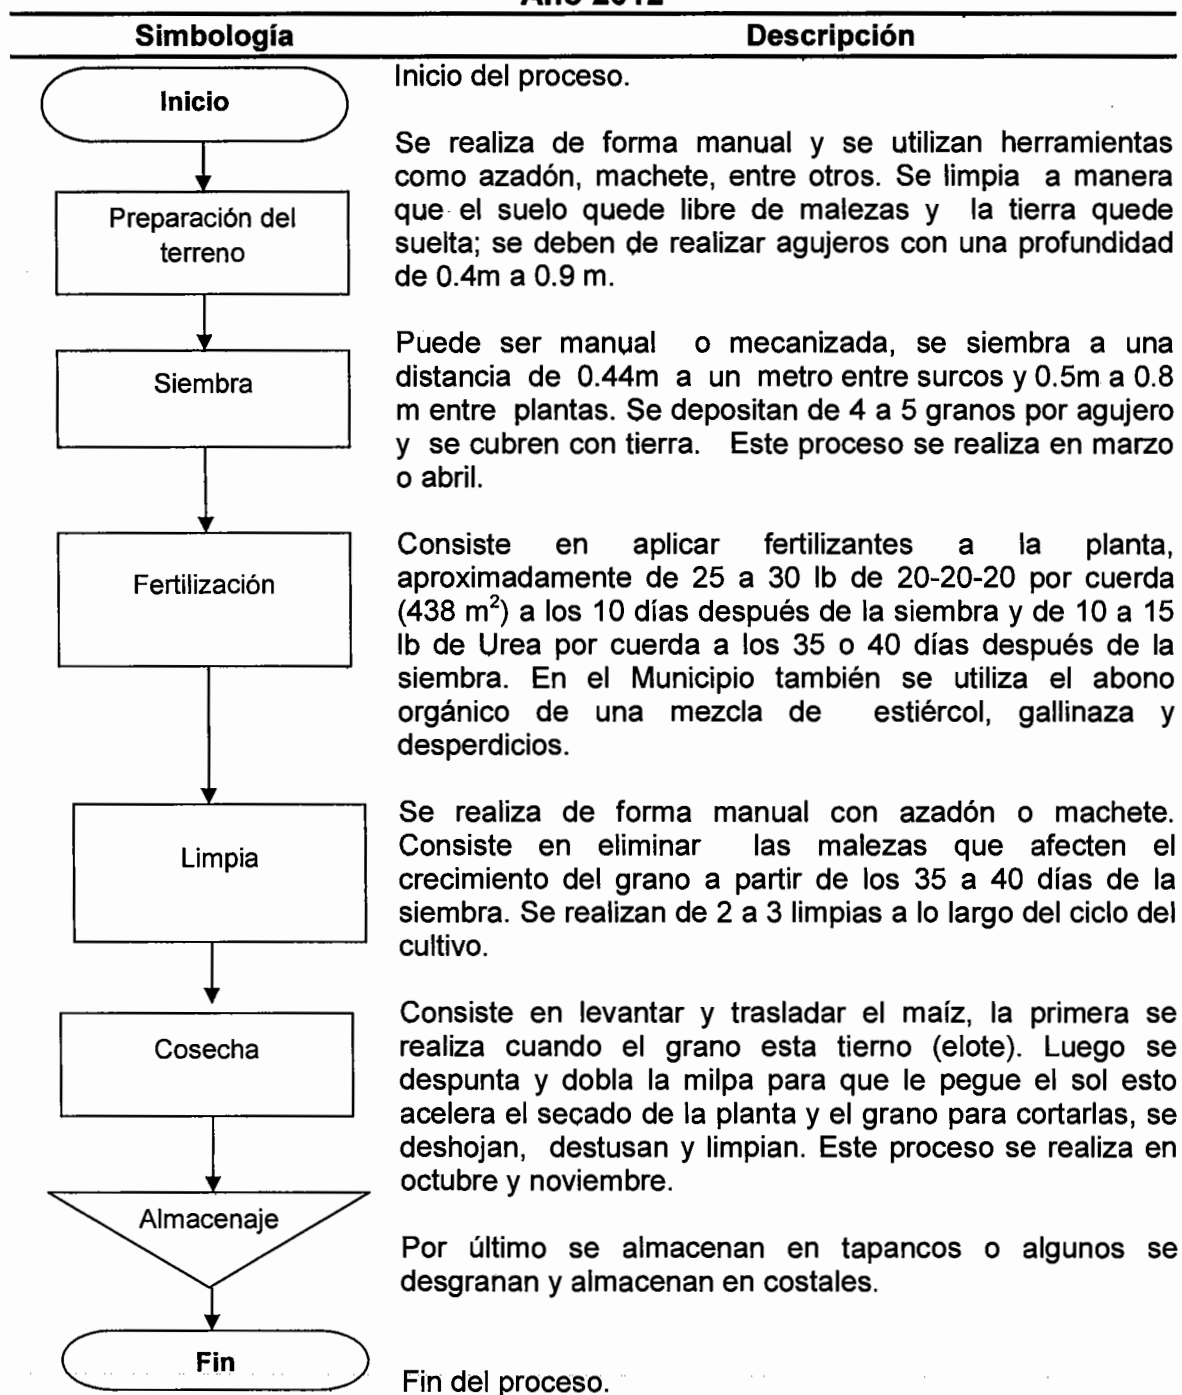 Año 2012
Simbología Descripción
Inicio
Inicio del proceso.
Preparación del
terreno
Se realiza de forma manual y se utilizan herramientas
como azadón, machete, entre otros. Se limpia a manera
que el suelo quede libre de malezas y la tierra quede
suelta; se deben de realizar agujeros con una profundidad
de 0.4m a 0.9 m.
Siembra
Puede ser manual o mecanizada, se siembra a una
distancia de 0.44m a un metro entre surcos y 0.5m a 0.8
m entre plantas. Se depositan de 4 a 5 granos por agujero
y se cubren con tierra. Este proceso se realiza en marzo
o abril.
Fertilización
Consiste en aplicar fertilizantes a la planta,
aproximadamente de 25 a 30 lb de 20-20-20 por cuerda
(438 m²) a los 10 días después de la siembra y de 10 a 15
lb de Urea por cuerda a los 35 o 40 días después de la
siembra. En el Municipio también se utiliza el abono
orgánico de una mezcla de estiércol, gallinaza y
desperdicios.
Limpia
Se realiza de forma manual con azadón o machete.
Consiste en eliminar las malezas que afecten el
crecimiento del grano a partir de los 35 a 40 días de la
siembra. Se realizan de 2 a 3 limpias a lo largo del ciclo del
cultivo.
Cosecha
Consiste en levantar y trasladar el maíz, la primera se
realiza cuando el grano esta tierno (elote). Luego se
despunta y dobla la milpa para que le pegue el sol esto
acelera el secado de la planta y el grano para cortarlas, se
deshojan, destusan y limpian. Este proceso se realiza en
octubre y noviembre.
Almacenaje
Por último se almacenan en tapancos o algunos se
desgranan y almacenan en costales.
Fin
Fin del proceso.